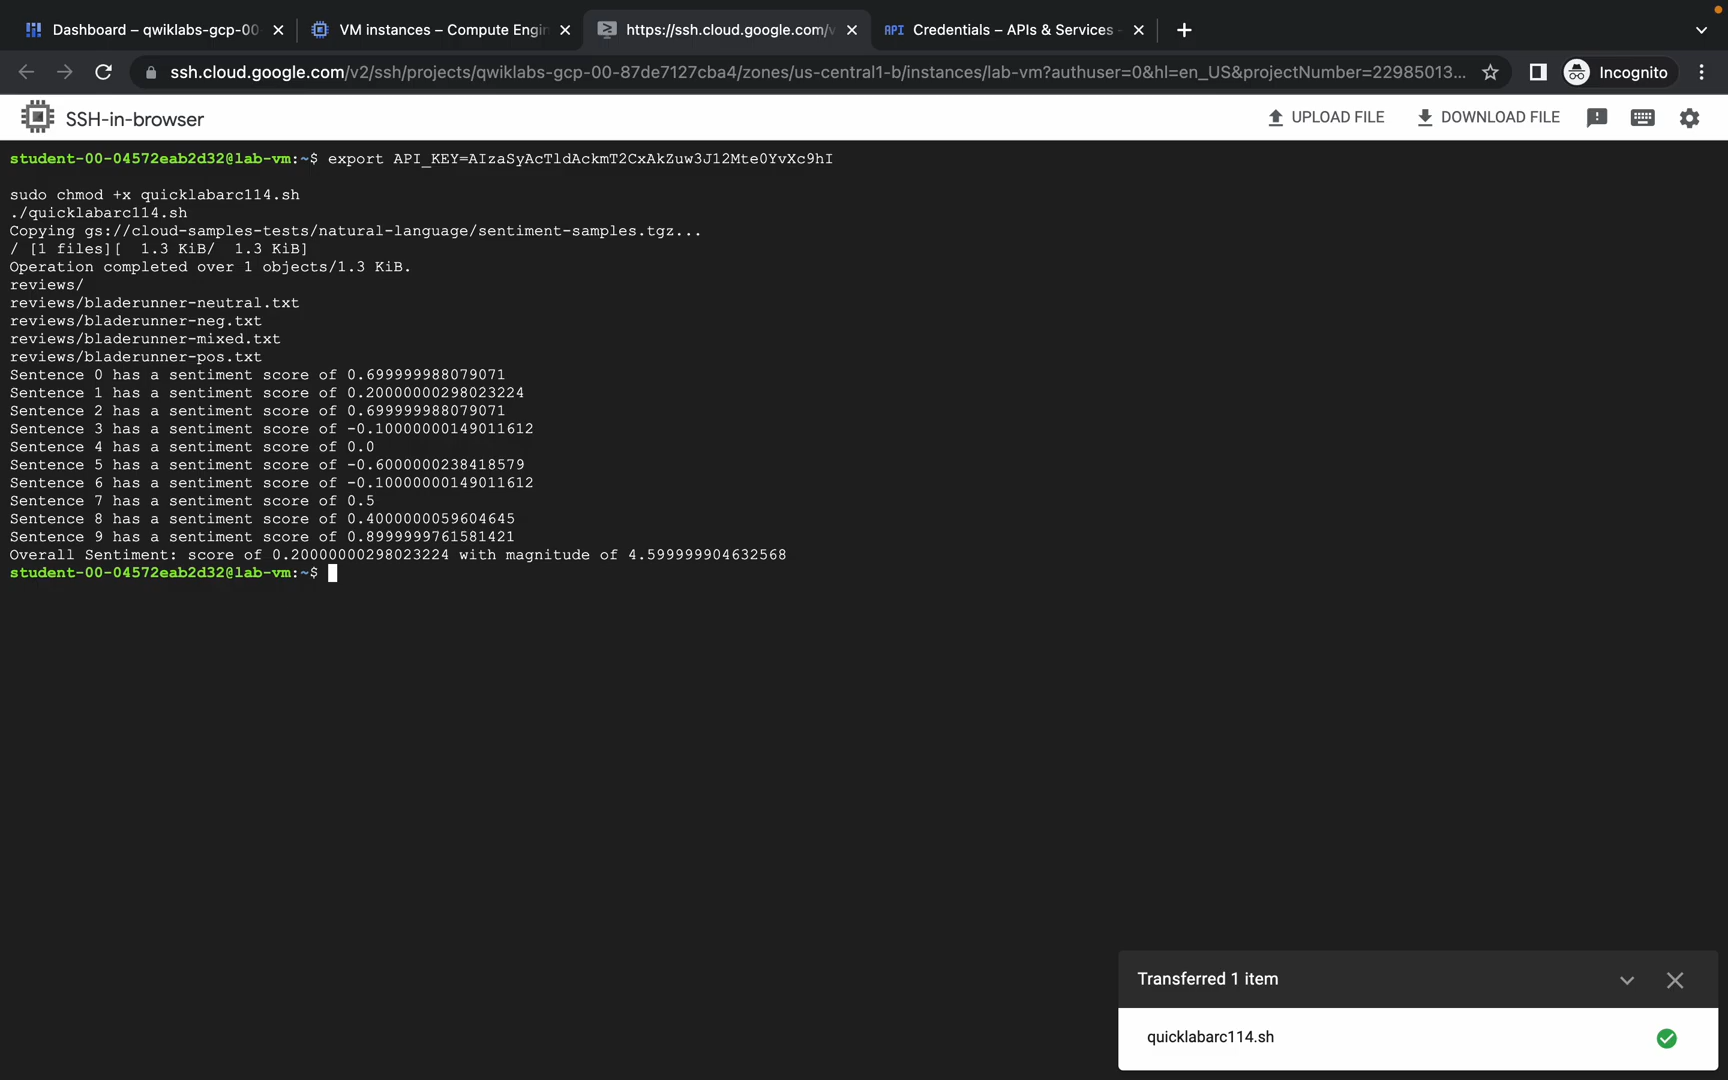 Dashboard – qwiklabs-gcp-00
VM instances – Compute Engin
https://ssh.cloud.google.com/v
API Credentials – APIs & Services
ssh.cloud.google.com/v2/ssh/projects/qwiklabs-gcp-00-87de7127cba4/zones/us-central1-b/instances/lab-vm?authuser=0&hl=en_US&projectNumber=22985013...
Incognito
SSH-in-browser
UPLOAD FILE
DOWNLOAD FILE
student-00-04572eab2d32@lab-vm:~$ export API_KEY=AIzaSyAcTldAckmT2CxAkZuw3J12Mte0YvXc9hI
sudo chmod +x quicklabarc114.sh
./quicklabarc114.sh
Copying gs://cloud-samples-tests/natural-language/sentiment-samples.tgz...
/ [1 files][  1.3 KiB/  1.3 KiB]
Operation completed over 1 objects/1.3 KiB.
reviews/
reviews/bladerunner-neutral.txt
reviews/bladerunner-neg.txt
reviews/bladerunner-mixed.txt
reviews/bladerunner-pos.txt
Sentence 0 has a sentiment score of 0.699999988079071
Sentence 1 has a sentiment score of 0.20000000298023224
Sentence 2 has a sentiment score of 0.699999988079071
Sentence 3 has a sentiment score of -0.10000000149011612
Sentence 4 has a sentiment score of 0.0
Sentence 5 has a sentiment score of -0.6000000238418579
Sentence 6 has a sentiment score of -0.10000000149011612
Sentence 7 has a sentiment score of 0.5
Sentence 8 has a sentiment score of 0.4000000059604645
Sentence 9 has a sentiment score of 0.8999999761581421
Overall Sentiment: score of 0.20000000298023224 with magnitude of 4.599999904632568
student-00-04572eab2d32@lab-vm:~$
Transferred 1 item
quicklabarc114.sh